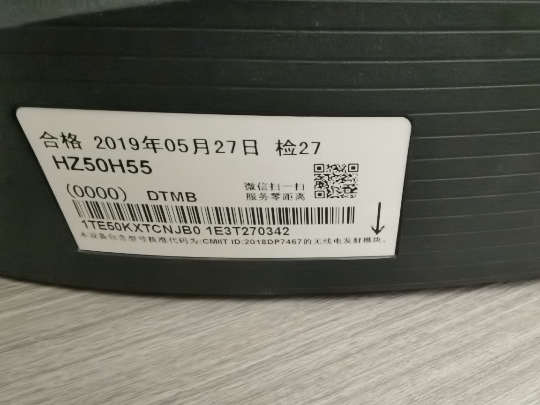 合格 2019年05月27日 检27
HZ50H55
微信扫一扫
(0000) DTMB
服务零距离
1TE50KXTCNJB0 1E3T270342
本设备包含型号核准代码为:CMIIT ID:2018DP7467的无线电发射模块。